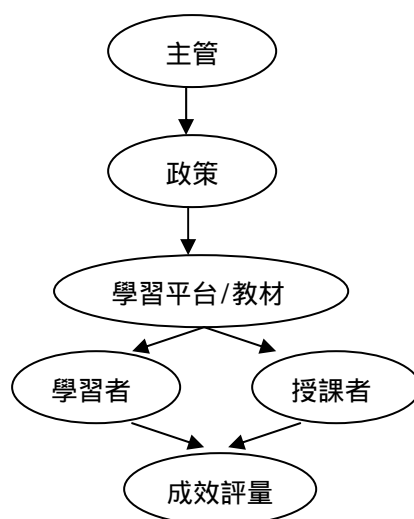 主管
政策
學習平台/教材
學習者
授課者
成效評量